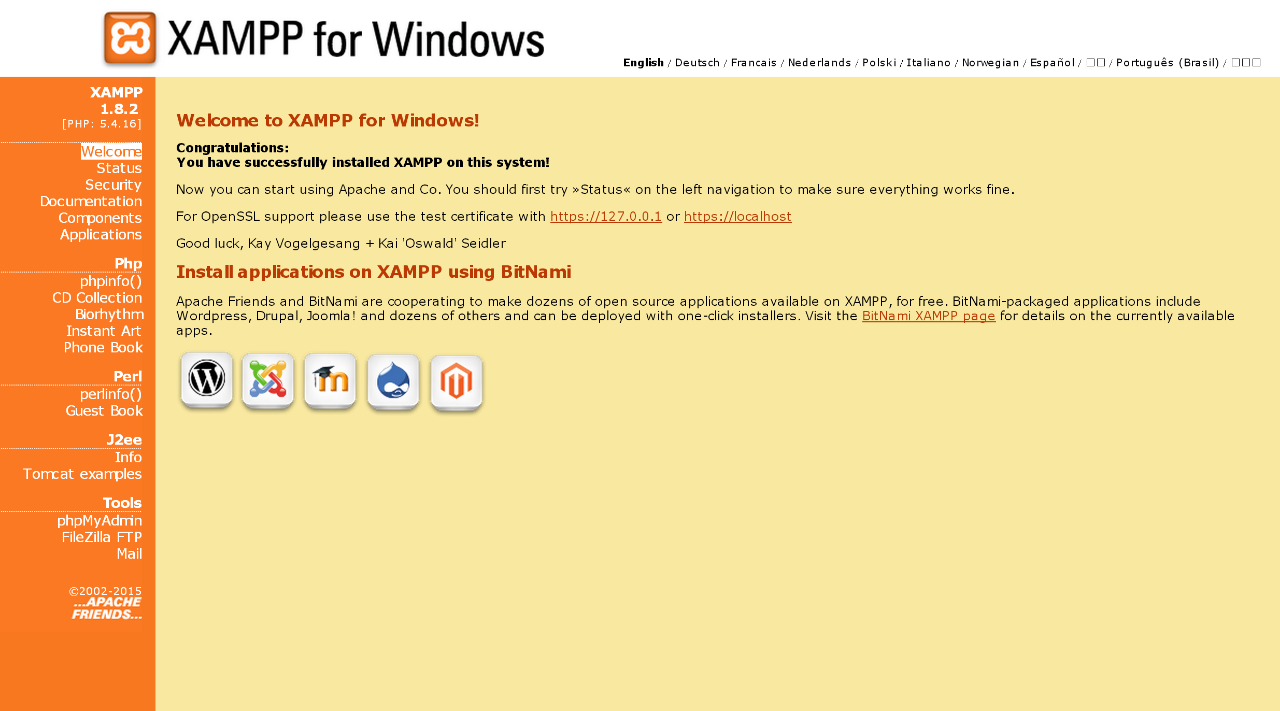 XAMPP for Windows
English / Deutsch / Francais / Nederlands / Polski / Italiano / Norwegian / Español / / Português (Brasil) /
XAMPP
1.8.2
[PHP: 5.4.16]
Welcome
Status
Security
Documentation
Components
Applications
Php
phpinfo()
CD Collection
Biorhythm
Instant Art
Phone Book
Perl
perlinfo()
Guest Book
J2ee
Info
Tomcat examples
Tools
phpMyAdmin
FileZilla FTP
Mail
©2002-2015
...APACHE
FRIENDS...
Welcome to XAMPP for Windows!
Congratulations:
You have successfully installed XAMPP on this system!
Now you can start using Apache and Co. You should first try »Status« on the left navigation to make sure everything works fine.
For OpenSSL support please use the test certificate with https://127.0.0.1 or https://localhost
Good luck, Kay Vogelgesang + Kai 'Oswald' Seidler
Install applications on XAMPP using BitNami
Apache Friends and BitNami are cooperating to make dozens of open source applications available on XAMPP, for free. BitNami-packaged applications include
Wordpress, Drupal, Joomla! and dozens of others and can be deployed with one-click installers. Visit the BitNami XAMPP page for details on the currently available
apps.